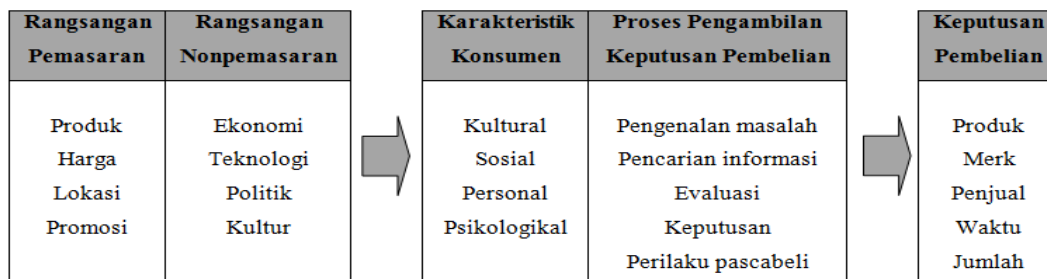 Rangsangan
Pemasaran
Produk
Harga
Lokasi
Promosi
Rangsangan
Nonpemasaran
Ekonomi
Teknologi
Politik
Kultur
Karakteristik
Konsumen
Kultural
Sosial
Personal
Psikologikal
Proses Pengambilan
Keputusan Pembelian
Pengenalan masalah
Pencarian informasi
Evaluasi
Keputusan
Perilaku pascabeli
Keputusan
Pembelian
Produk
Merk
Penjual
Waktu
Jumlah